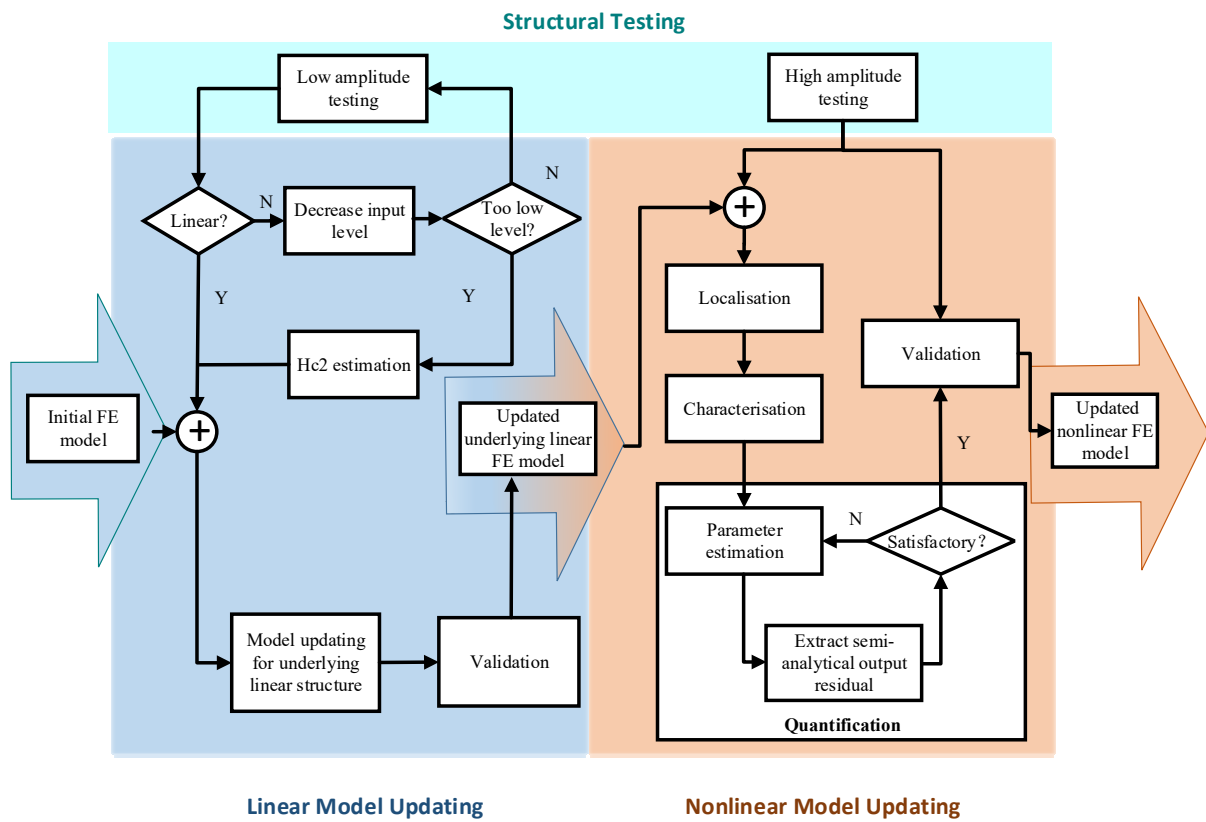 Structural Testing
Low amplitude
testing
High amplitude
testing
N
Linear?
N
Decrease input
level
Too low
level?
Y
Y
Localisation
Hc2 estimation
Validation
Initial FE
model
+
+
Updated
underlying linear
FE model
Characterisation
Updated
nonlinear FE
model
Y
Parameter
estimation
N
Satisfactory?
Model updating
for underlying
linear structure
Validation
Extract semi-
analytical output
residual
Quantification
Linear Model Updating
Nonlinear Model Updating